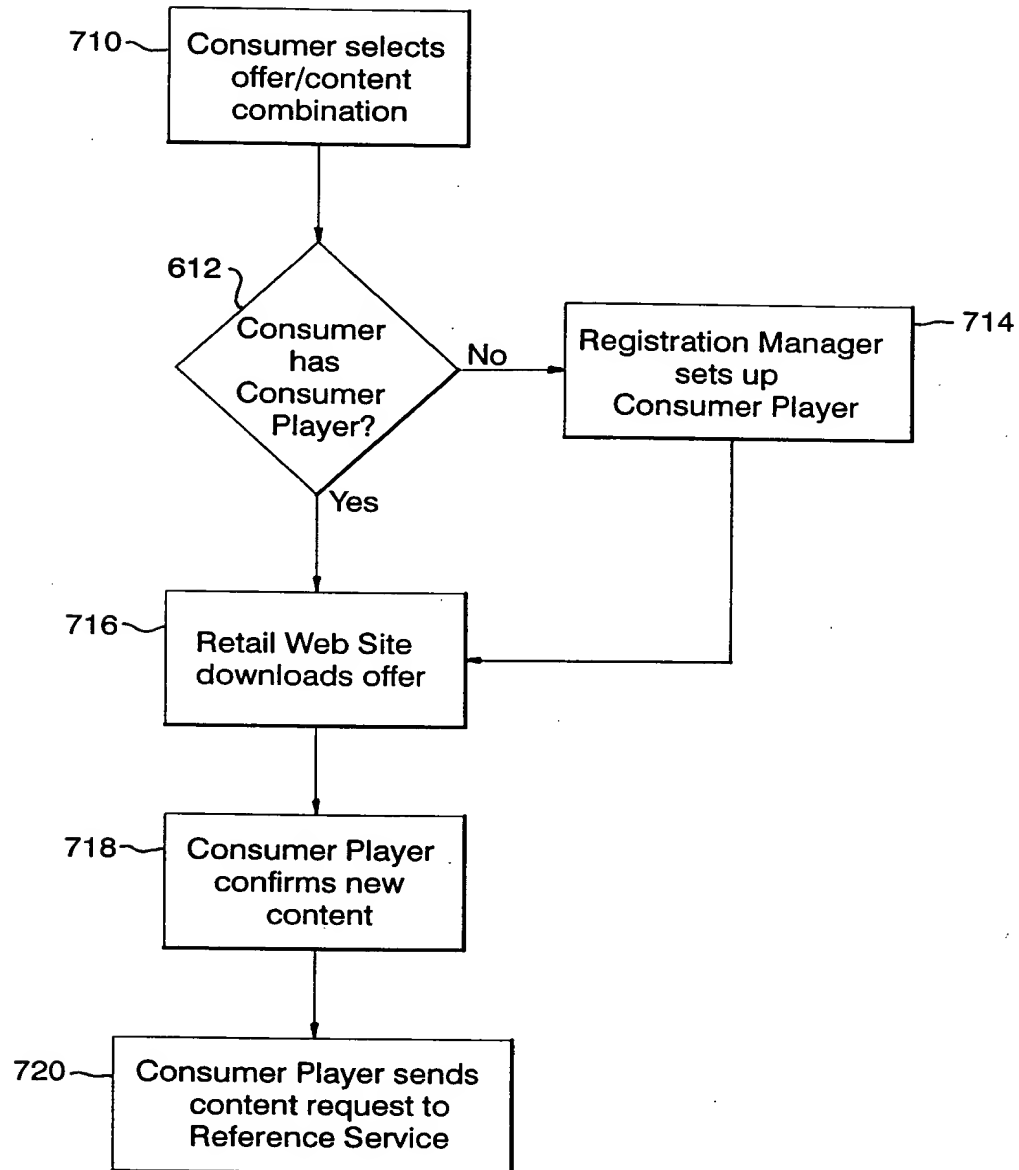 710
Consumer selects
offer/content
combination
612
Consumer
has
Consumer
Player?
No
Registration Manager
sets up
Consumer Player
714
Yes
716
Retail Web Site
downloads offer
718
Consumer Player
confirms new
content
720
Consumer Player sends
content request to
Reference Service